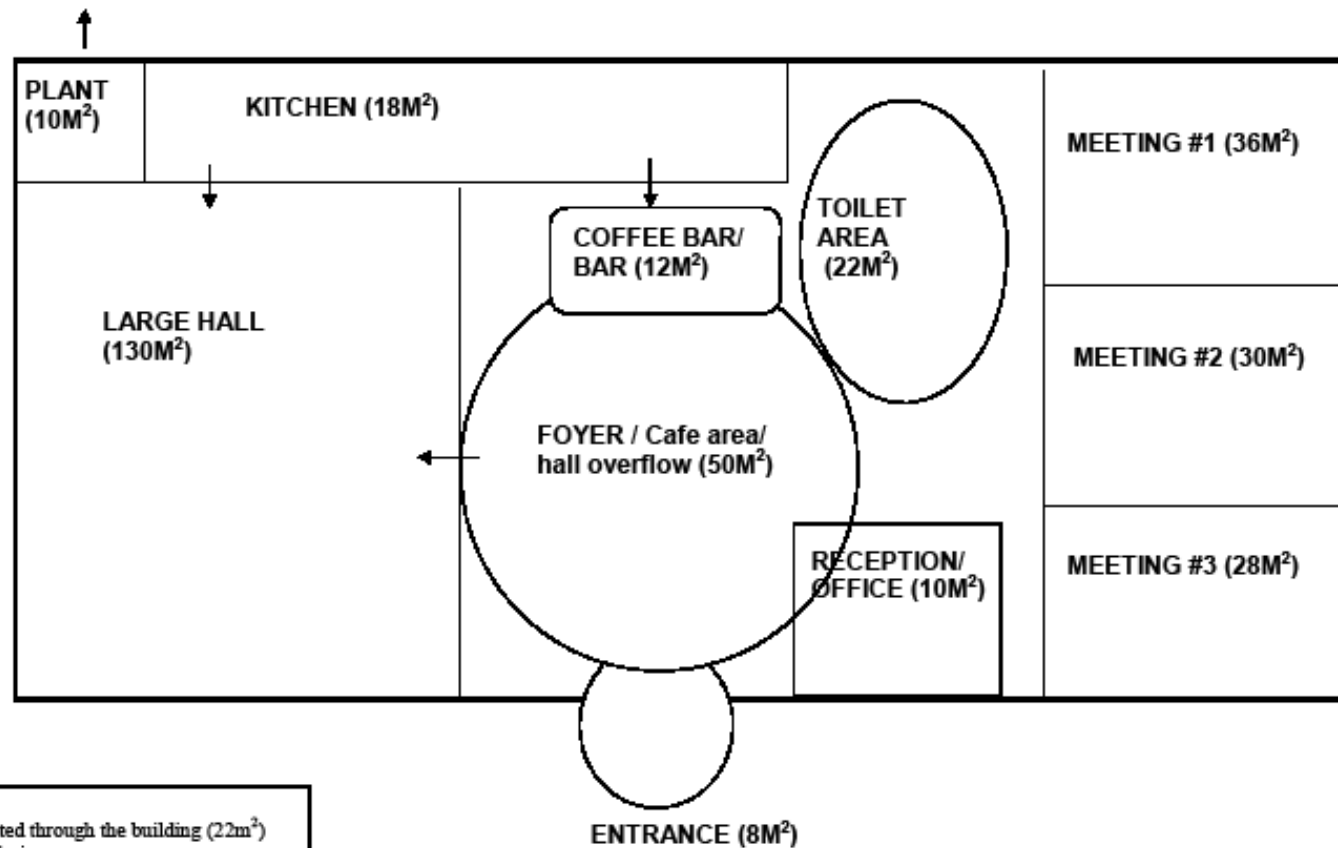 PLANT
(10M²)
KITCHEN (18M²)
MEETING #1 (36M²)
TOILET
AREA
(22M²)
COFFEE BAR/
BAR (12M²)
LARGE HALL
(130M²)
MEETING #2 (30M²)
FOYER / Cafe area/
hall overflow (50M²)
RECEPTION/
OFFICE (10M²)
MEETING #3 (28M²)
ted through the building (22m²)
ENTRANCE (8M²)